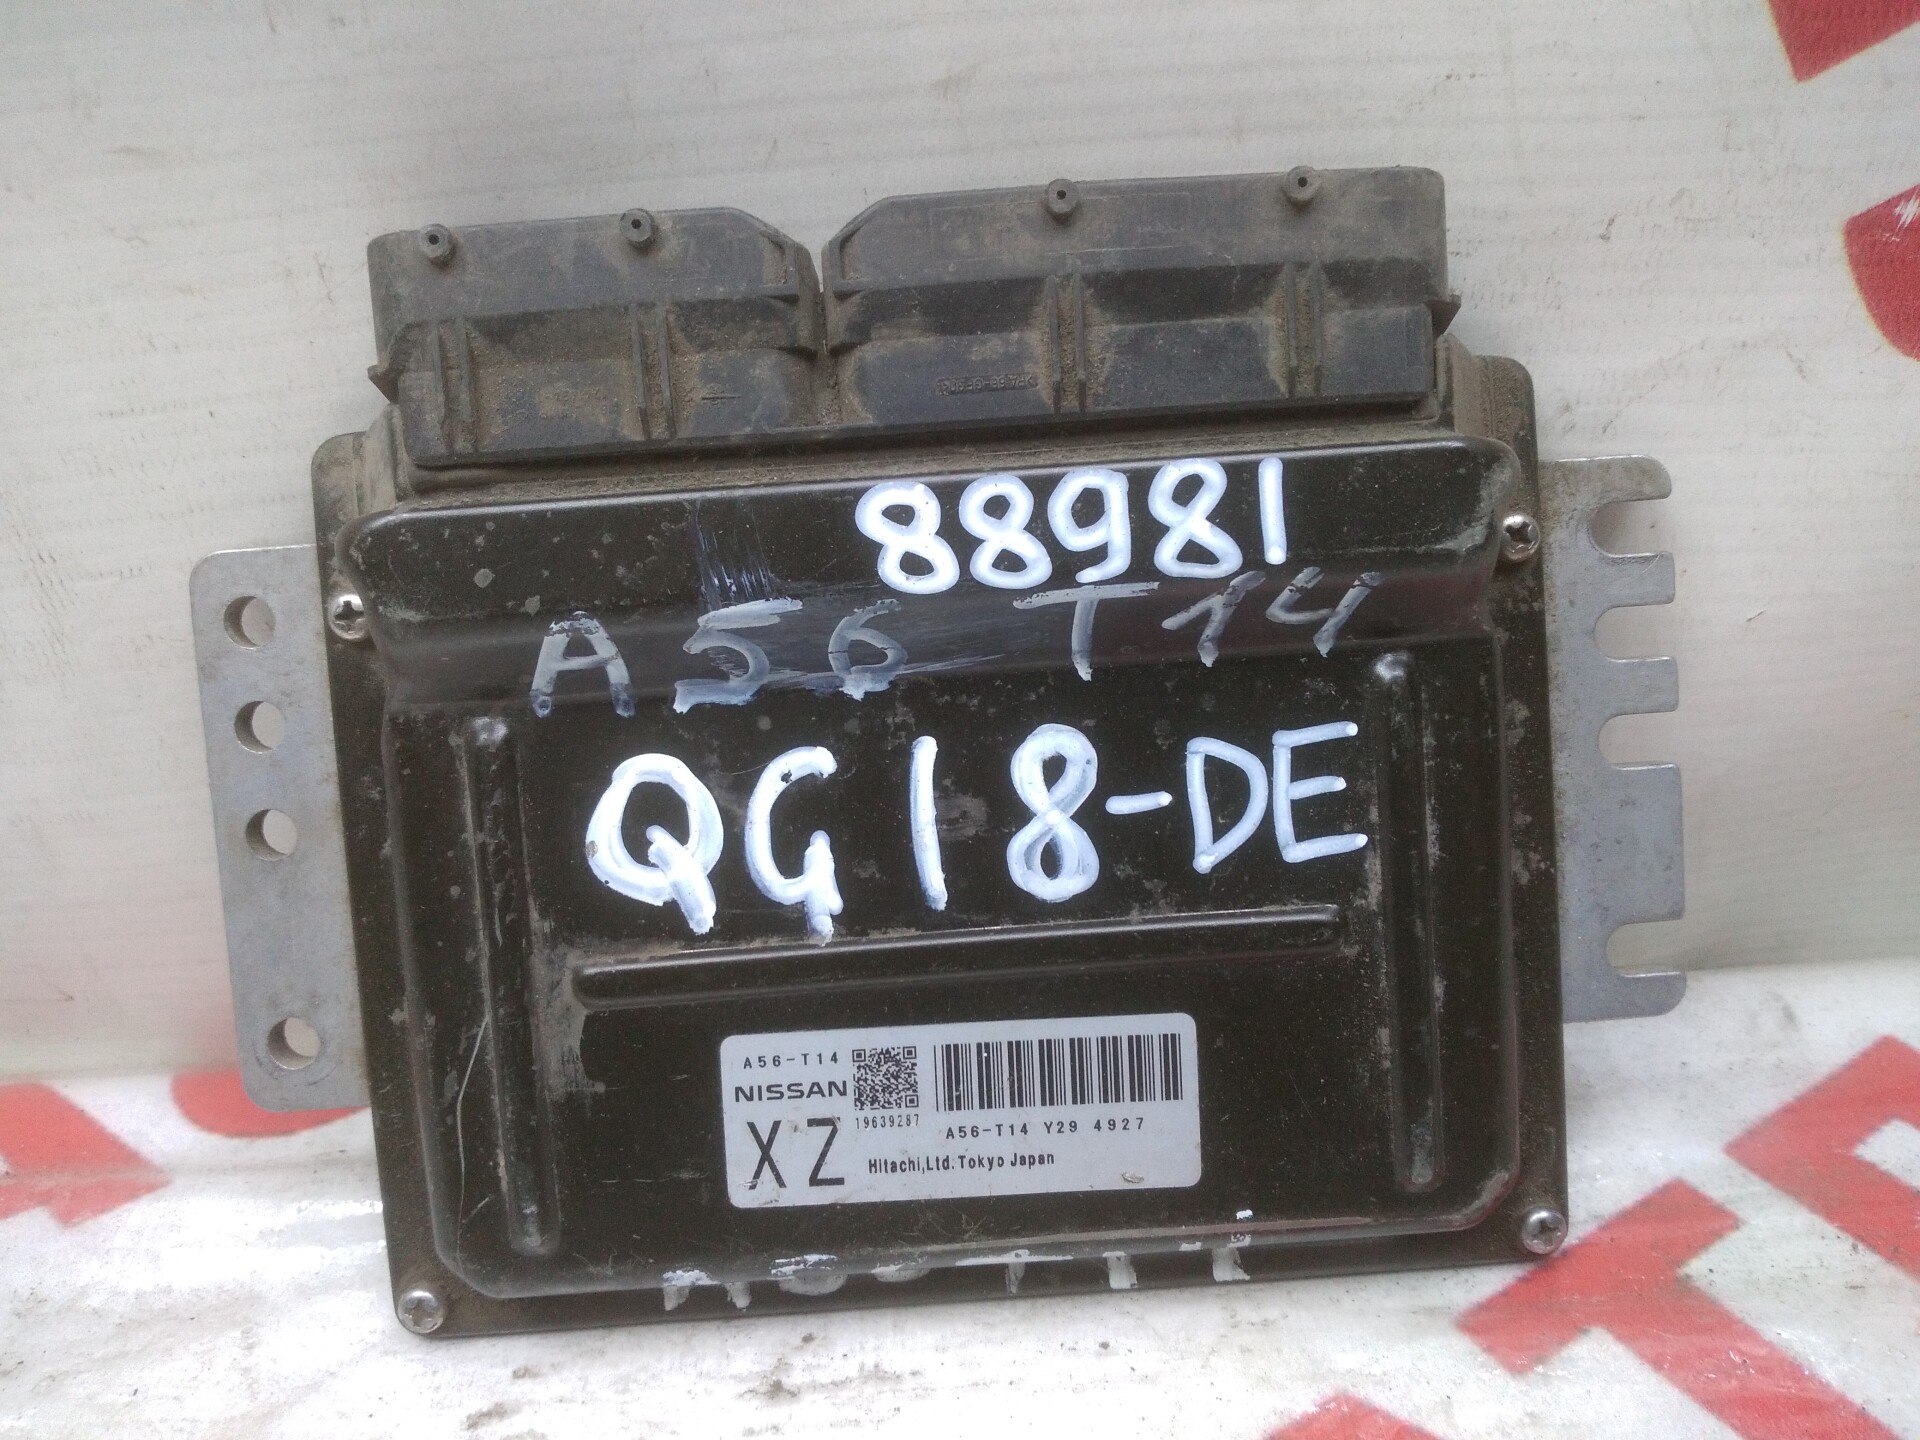 88981
A56 T14
QG18-DE
A56-T14
NISSAN
XZ
19639287
A56-T14 Y29 4927
Hitachi,Ltd.Tokyo Japan